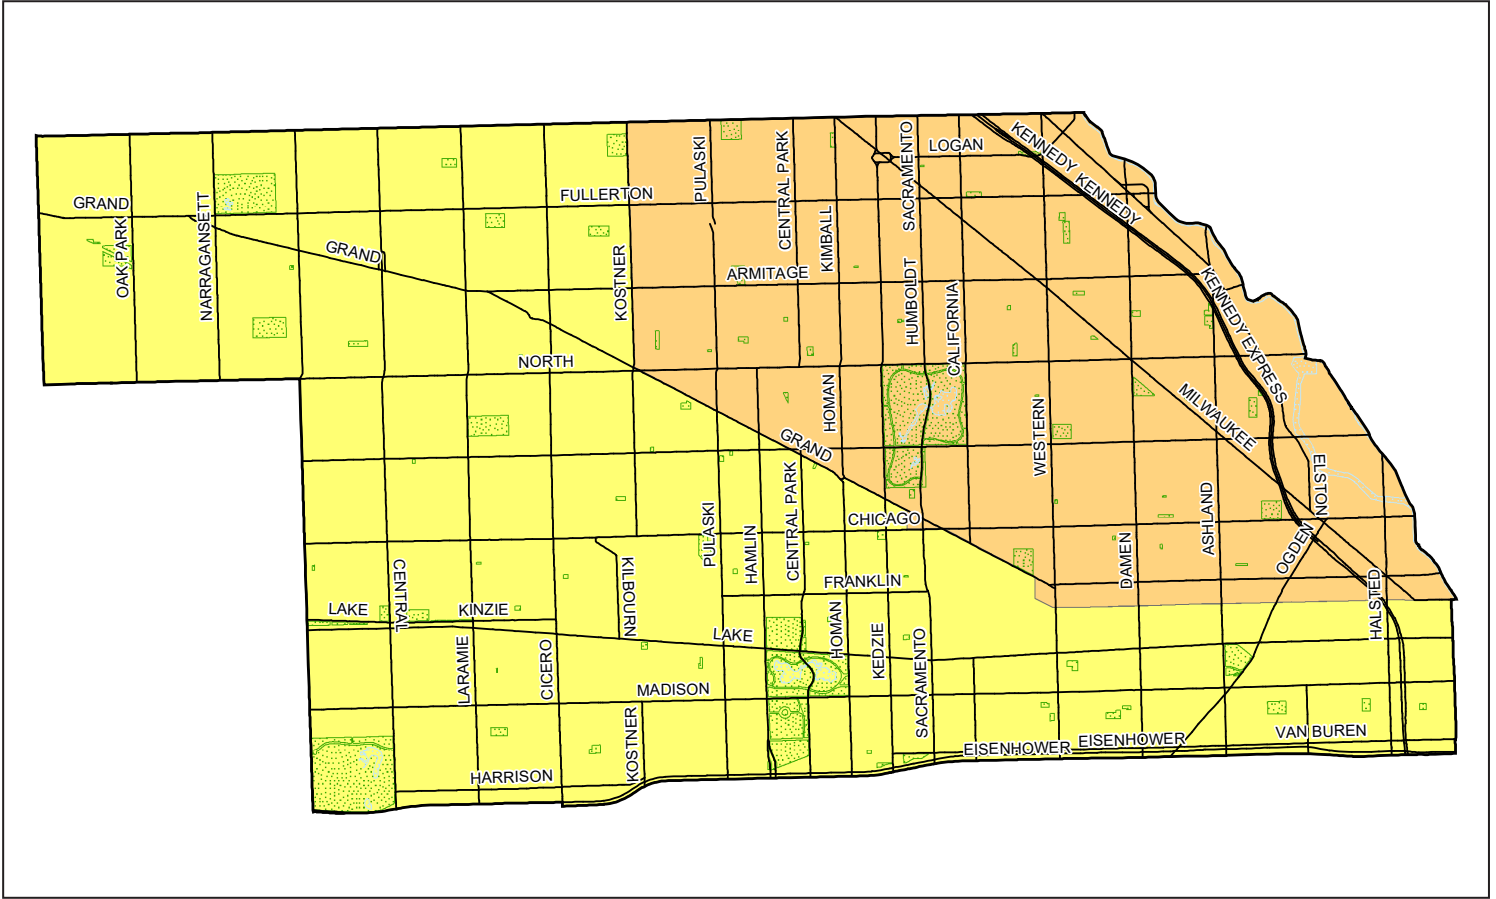 KENNEDY
LOGAN
SACRAMENTO
CENTRAL PARK
PULASKI
KENNEDY
FULLERTON
GRAND
NARRAGANSETT
OAK PARK
KIMBALL
GRAND
KOSTNER
ARMITAGE
HUMBOLDT
CALIFORNIA
KENNEDY EXPRESS
NORTH
HOMAN
MILWAUKEE
WESTERN
GRAND
ELSTON
CENTRAL PARK
ASHLAND
PULASKI
CHICAGO
HAMLIN
OGDEN
DAMEN
CENTRAL
KILBOURN
FRANKLIN
HALSTED
LAKE
KINZIE
HOMAN
LAKE
KEDZIE
SACRAMENTO
LARAMIE
CICERO
MADISON
KOSTNER
VAN BUREN
EISENHOWER
EISENHOWER
HARRISON